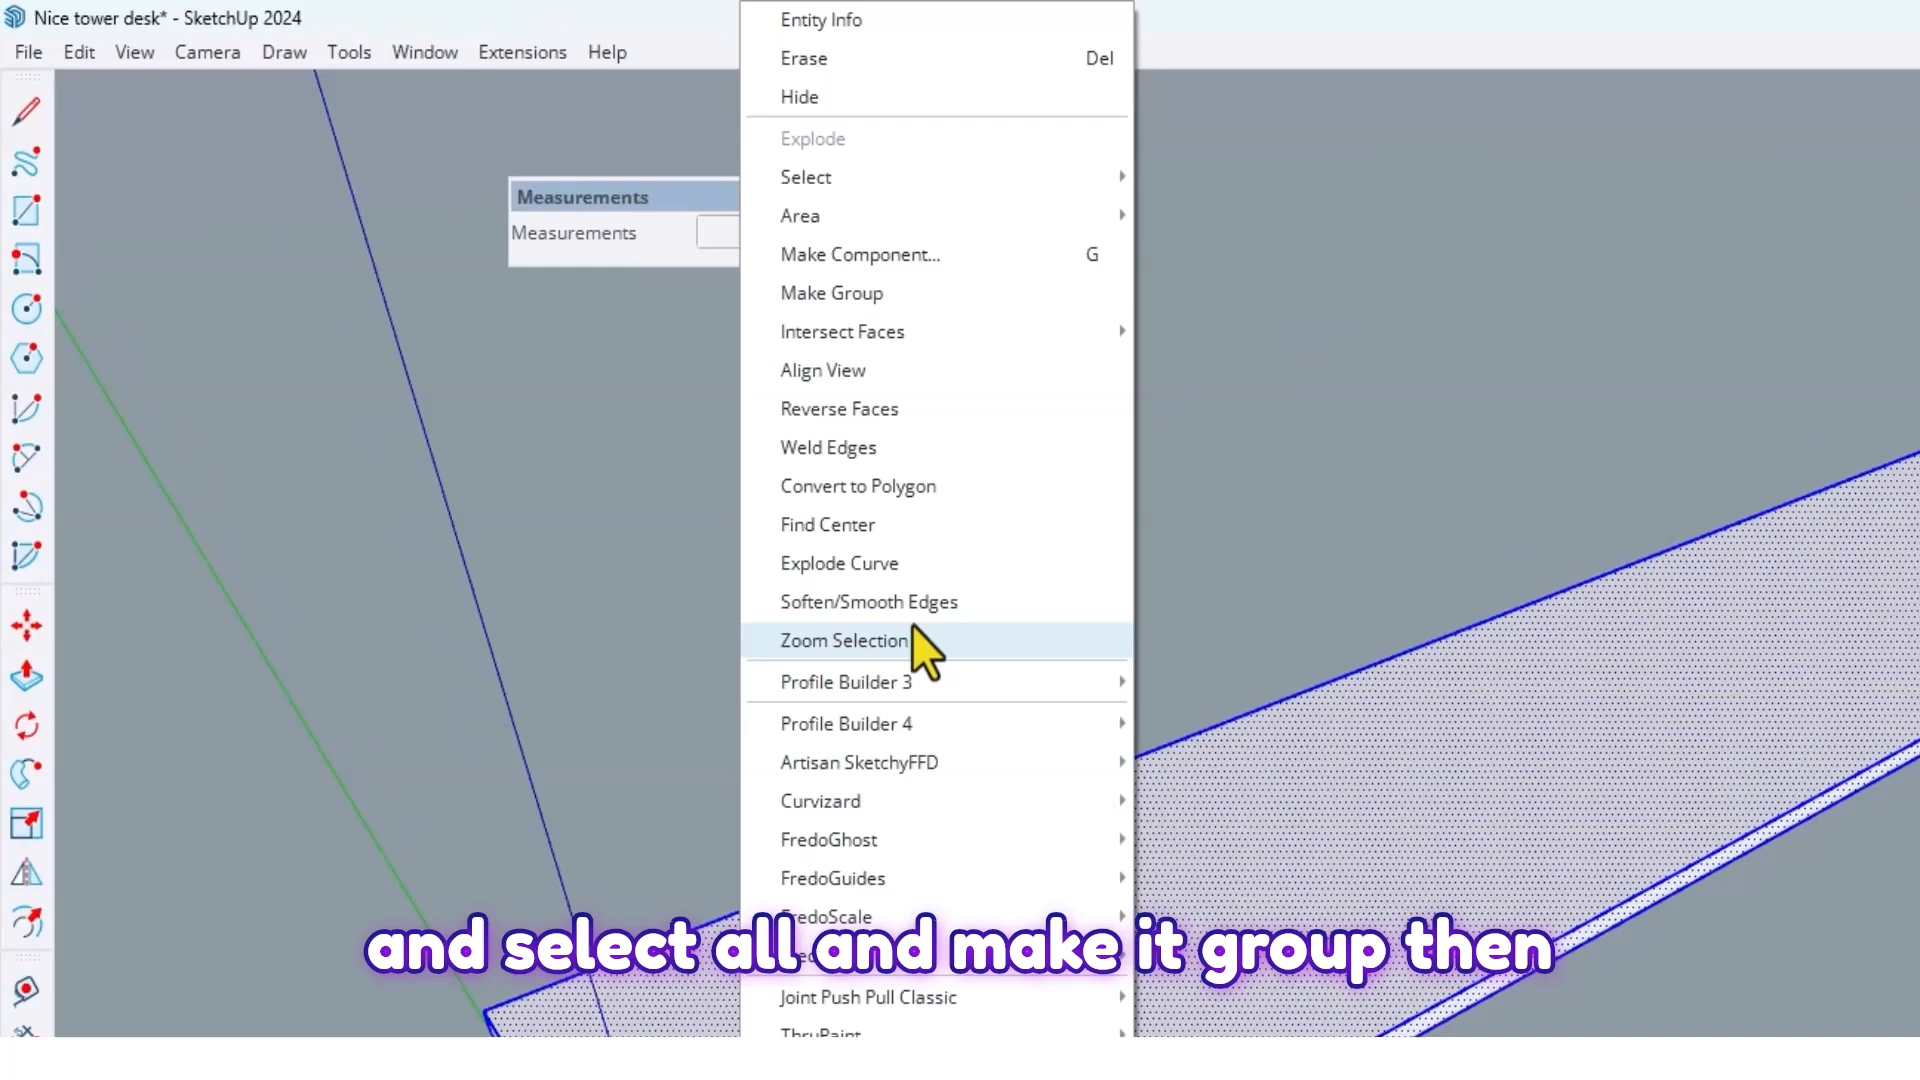 Nice tower desk* - SketchUp 2024
File Edit View Camera Draw Tools Window Extensions Help
Measurements
Measurements
Entity Info
Erase Del
Hide
Explode
Select
Area
Make Component... G
Make Group
Intersect Faces
Align View
Reverse Faces
Weld Edges
Convert to Polygon
Find Center
Explode Curve
Soften/Smooth Edges
Zoom Selection
Profile Builder 3
Profile Builder 4
Artisan SketchyFFD
Curvizard
FredoGhost
FredoGuides
FredoScale
and select all and make it group then
Joint Push Pull Classic
ThruPaint